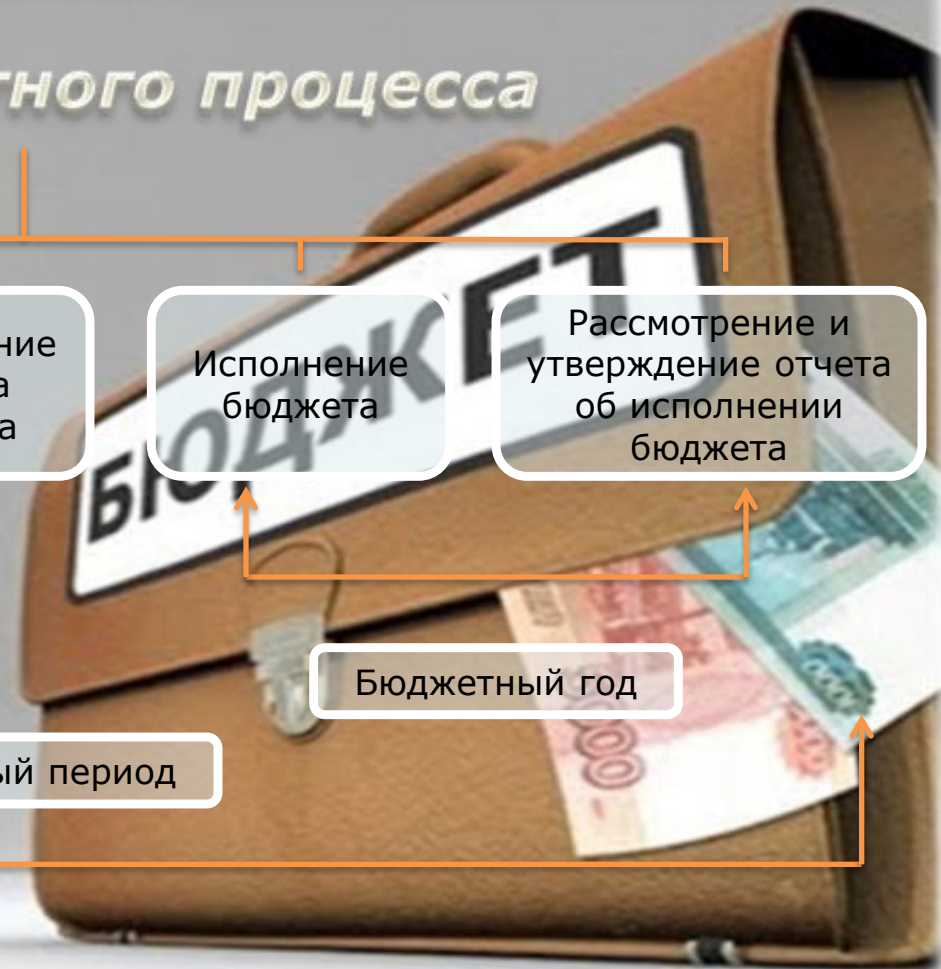 тного процесса
ние
а
а
Исполнение
бюджета
Рассмотрение и
утверждение отчета
об исполнении
бюджета
БЮДЖЕТ
Бюджетный год
ый период